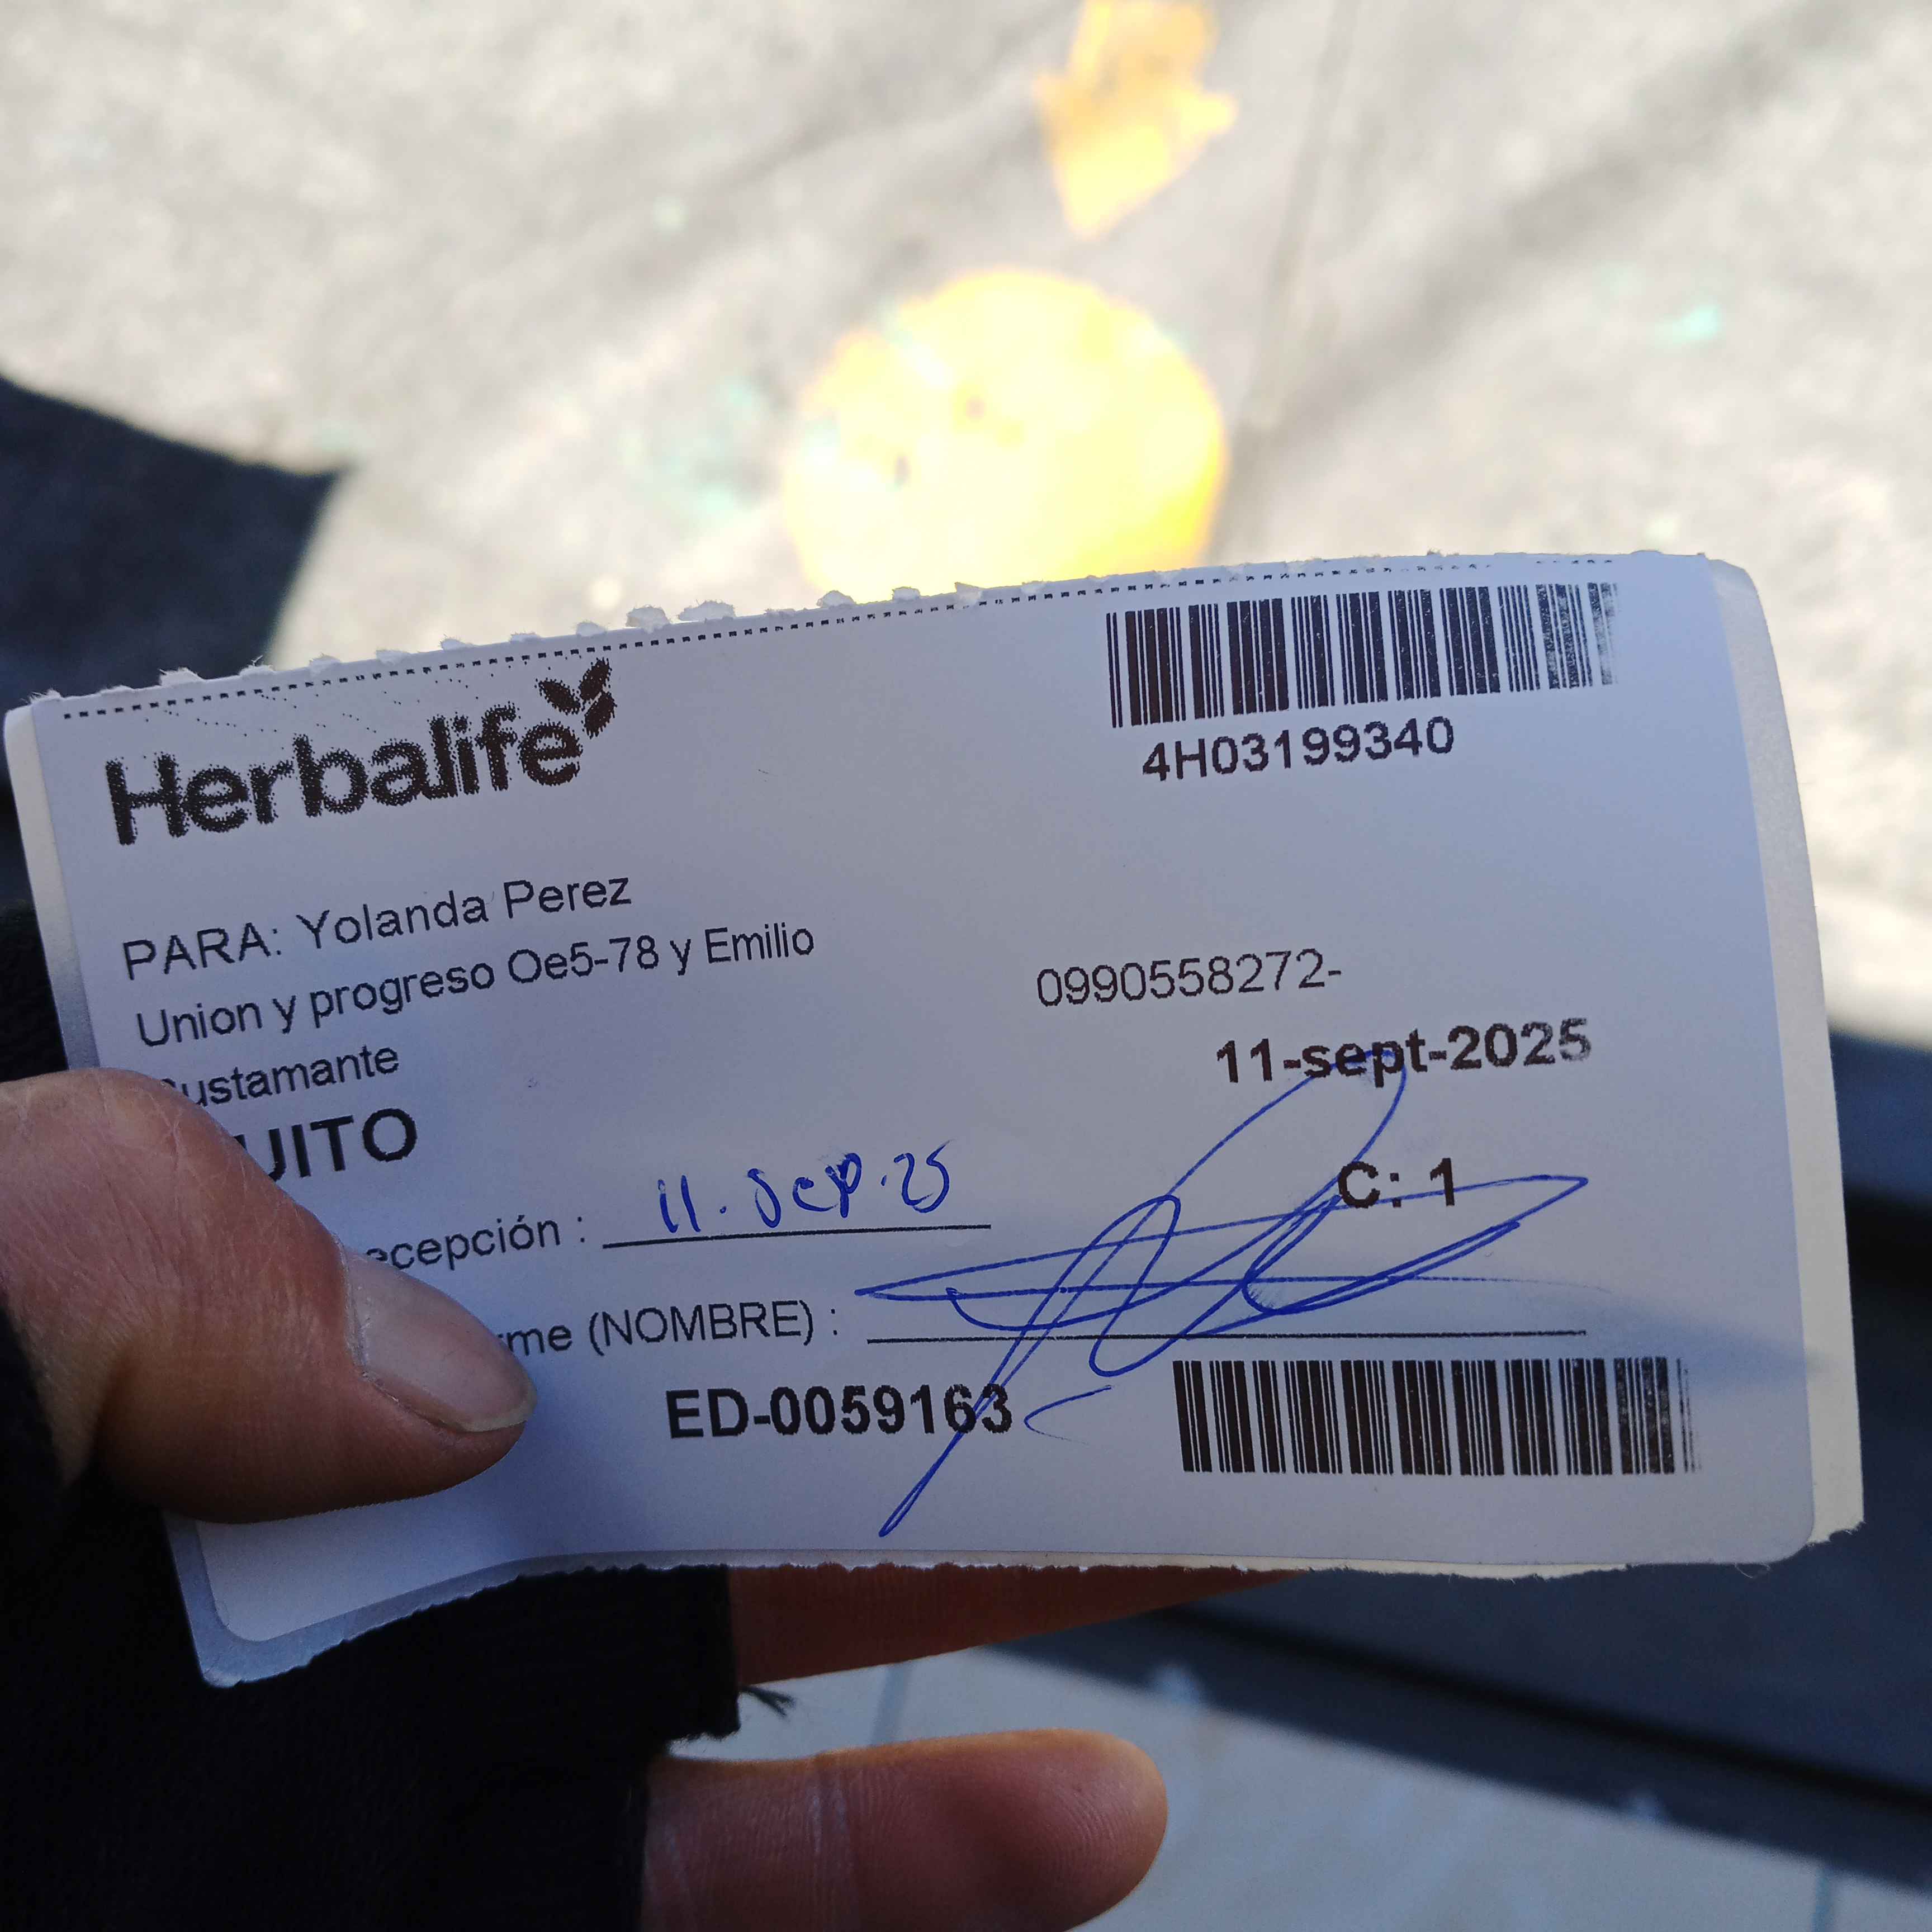 Herbalife
4H03199340
PARA: Yolanda Perez
Union y progreso Oe5-78 y Emilio
ustamante
UITO
0990558272-
11-sept-2025
C: 1
ecepción : 11. Sep. 25
rme (NOMBRE) :
ED-0059163